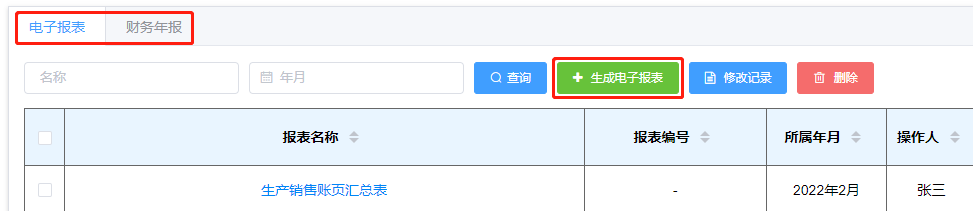 电子报表 财务年报
名称 年月 查询 生成电子报表 修改记录 删除
报表名称 报表编号 所属年月 操作人
生产销售账页汇总表 - 2022年2月 张三